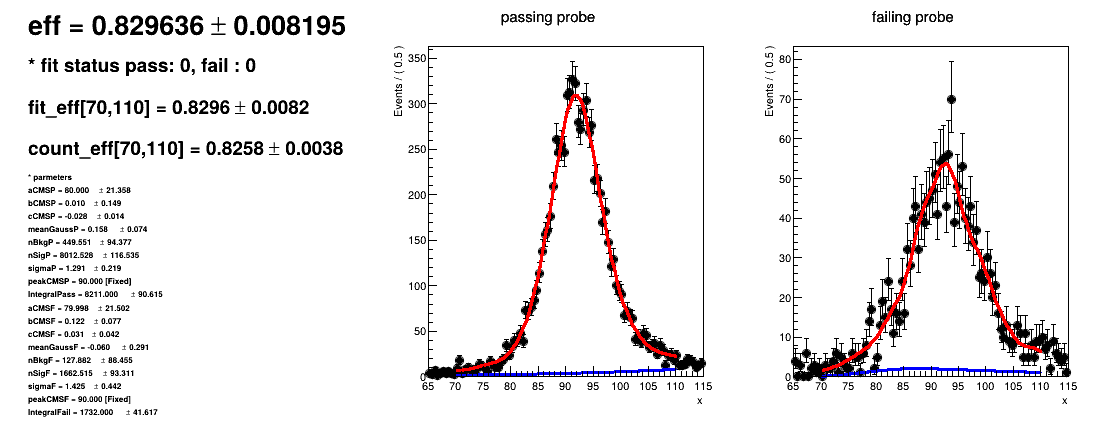 eff = 0.829636 ± 0.008195
* fit status pass: 0, fail : 0
fit_eff[70,110] = 0.8296 ± 0.0082
count_eff[70,110] = 0.8258 ± 0.0038
* parmeters
aCMSP = 80.000 ± 21.358
bCMSP = 0.010 ± 0.149
cCMSP = -0.028 ± 0.014
meanGaussP = 0.158 ± 0.074
nBkgP = 449.551 ± 94.377
nSigP = 8012.528 ± 116.535
sigmaP = 1.291 ± 0.219
peakCMSP = 90.000 [Fixed]
IntegralPass = 8211.000 ± 90.615
aCMSF = 79.998 ± 21.502
bCMSF = 0.122 ± 0.077
cCMSF = 0.031 ± 0.042
meanGaussF = -0.060 ± 0.291
nBkgF = 127.882 ± 86.455
nSigF = 1662.515 ± 93.311
sigmaF = 1.425 ± 0.442
peakCMSF = 90.000 [Fixed]
IntegralFail = 1732.000 ± 41.617
passing probe
Events / ( 0.5 )
350
300
250
200
150
100
50
0
65 70 75 80 85 90 95 100 105 110 115
x
failing probe
Events / ( 0.5 )
80
70
60
50
40
30
20
10
0
65 70 75 80 85 90 95 100 105 110 115
x